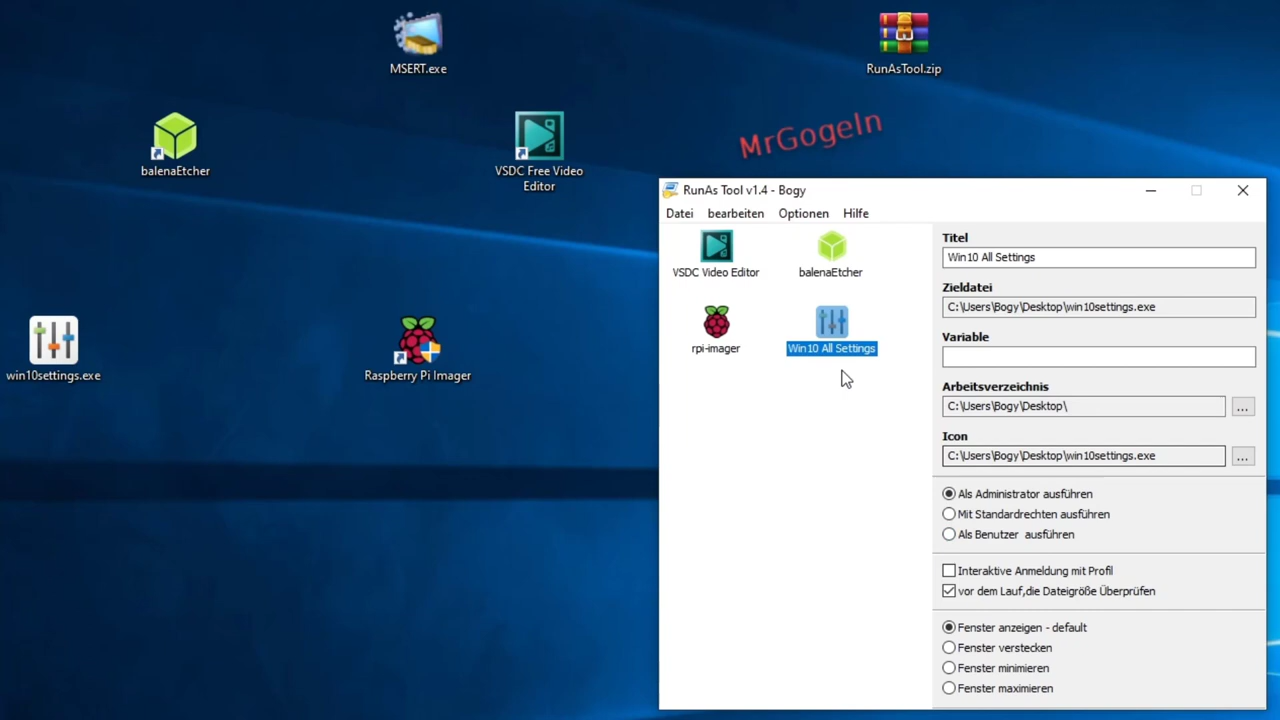 MSERT.exe
RunAsTool.zip
balenaEtcher
VSDC Free Video
Editor
MrGogeln
win10settings.exe
Raspberry Pi Imager
RunAs Tool v1.4 - Bogy
Datei bearbeiten Optionen Hilfe
VSDC Video Editor balenaEtcher
rpi-imager Win10 All Settings
Titel
Win10 All Settings
Zieldatei
C:\Users\Bogy\Desktop\win10settings.exe
Variable
Arbeitsverzeichnis
C:\Users\Bogy\Desktop\
...
Icon
C:\Users\Bogy\Desktop\win10settings.exe
...
Als Administrator ausführen
Mit Standardrechten ausführen
Als Benutzer ausführen
Interaktive Anmeldung mit Profil
vor dem Lauf,die Dateigröße Überprüfen
Fenster anzeigen - default
Fenster verstecken
Fenster minimieren
Fenster maximieren